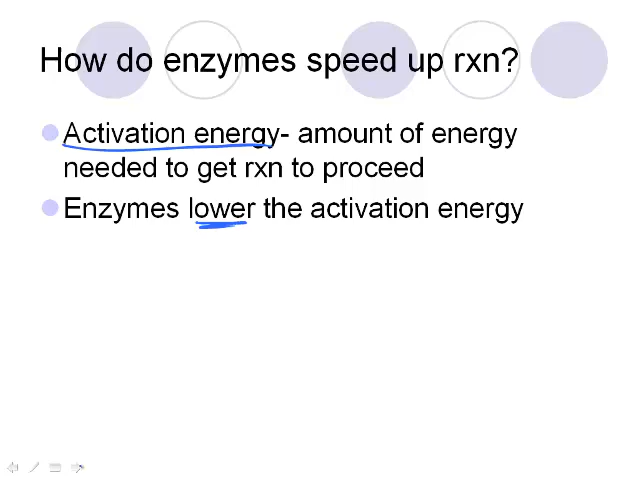 How do enzymes speed up rxn?
Activation energy- amount of energy
needed to get rxn to proceed
Enzymes lower the activation energy